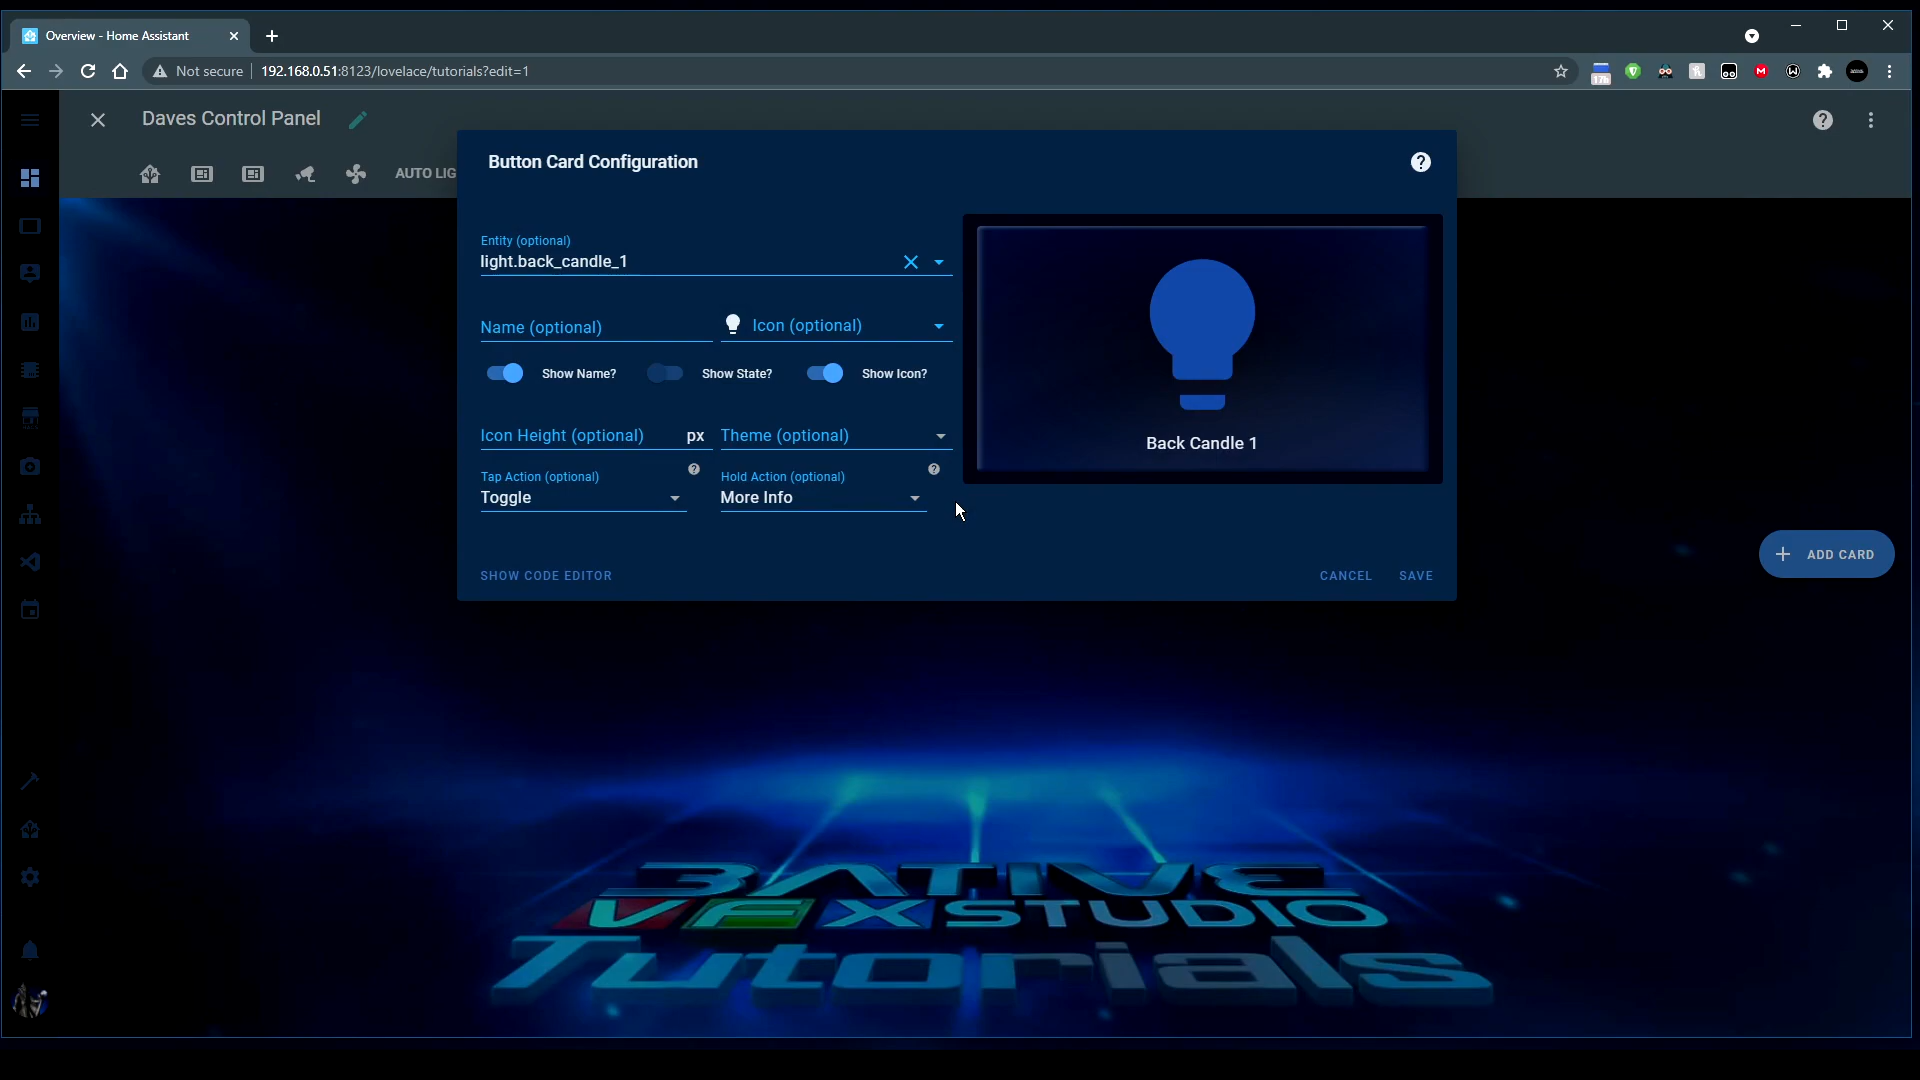 Overview - Home Assistant
Not secure
192.168.0.51:8123/lovelace/tutorials?edit=1
17h
Daves Control Panel
AUTO LIG
Button Card Configuration
Entity (optional)
light.back_candle_1
Name (optional)
Icon (optional)
Show Name?
Show State?
Show Icon?
Icon Height (optional)
px
Theme (optional)
Tap Action (optional)
Toggle
Hold Action (optional)
More Info
Back Candle 1
SHOW CODE EDITOR
CANCEL
SAVE
ADD CARD
3ATIVE
VFX STUDIO
Tutorials